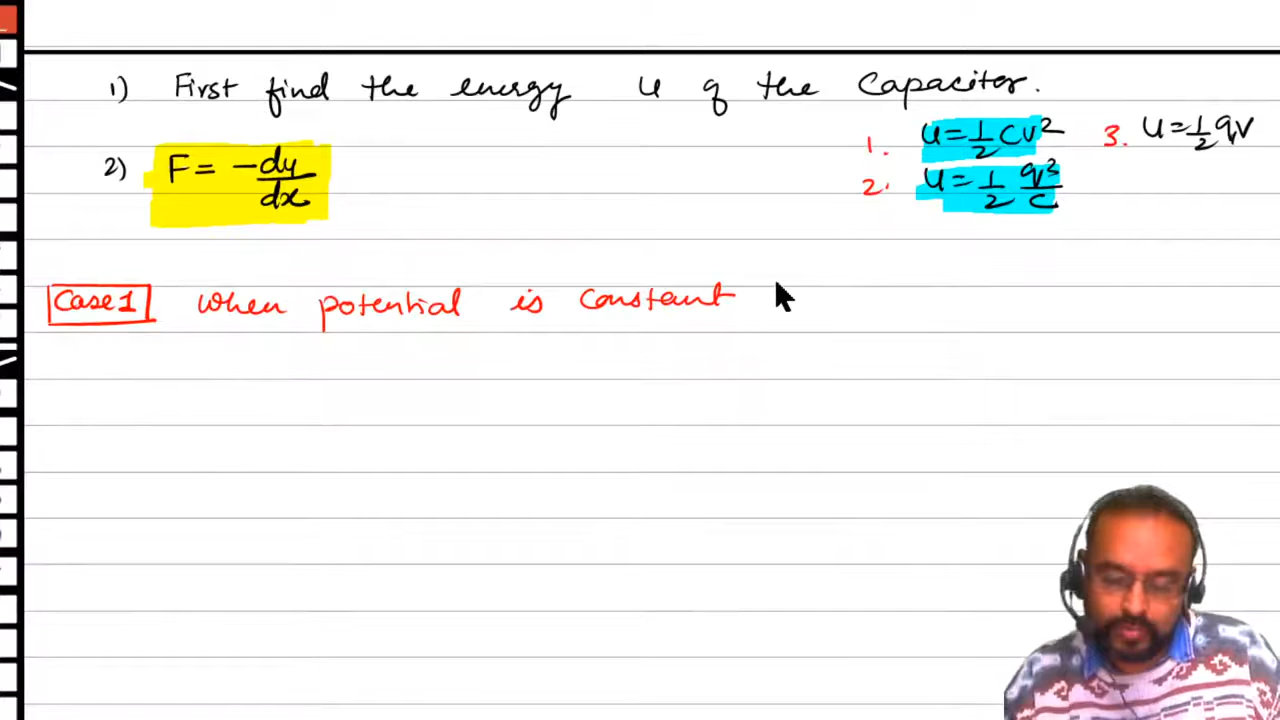 1) First find the energy U of the Capacitor.
1. U = 1/2 CV²
3. U = 1/2 qV
2) F = -dU/dx
2. U = 1/2 q²/C
Case 1 When potential is constant